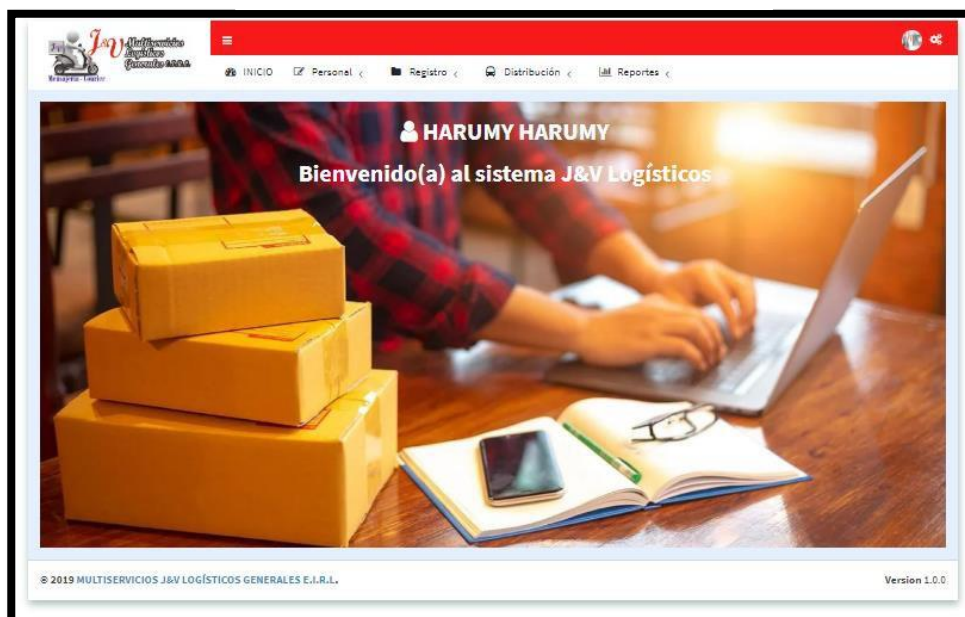 J&V Multiservicios
Logísticos
Generales E.I.R.L.
Mensajería - Courier
INICIO Personal Registro Distribución Reportes
HARUMY HARUMY
Bienvenido(a) al sistema J&V Logísticos
© 2019 MULTISERVICIOS J&V LOGÍSTICOS GENERALES E.I.R.L.
Version 1.0.0